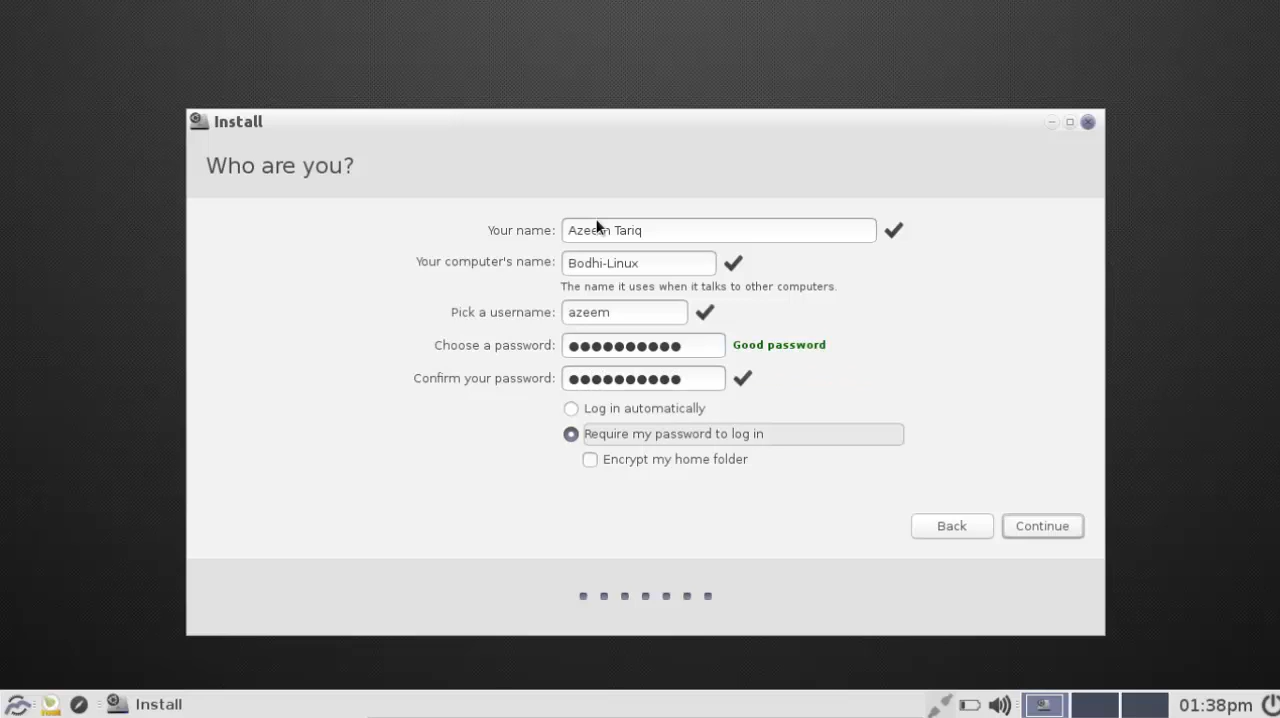 Install
Who are you?
Your name: Azeem Tariq
Your computer's name: Bodhi-Linux
The name it uses when it talks to other computers.
Pick a username: azeem
Choose a password: ●●●●●●●●●● Good password
Confirm your password: ●●●●●●●●●●
Log in automatically
Require my password to log in
Encrypt my home folder
Back Continue
Install 01:38pm